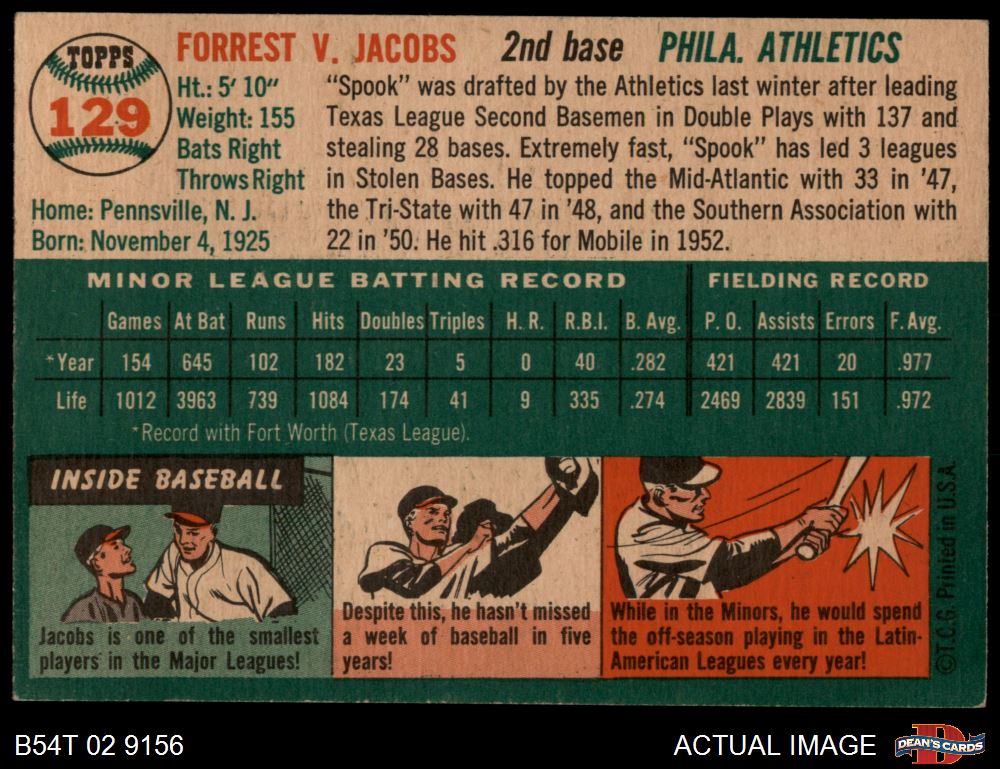 TOPPS
129
FORREST V. JACOBS 2nd base PHILA. ATHLETICS
Ht.: 5' 10"
Weight: 155
Bats Right
Throws Right
Home: Pennsville, N. J.
Born: November 4, 1925
"Spook" was drafted by the Athletics last winter after leading
Texas League Second Basemen in Double Plays with 137 and
stealing 28 bases. Extremely fast, "Spook" has led 3 leagues
in Stolen Bases. He topped the Mid-Atlantic with 33 in '47,
the Tri-State with 47 in '48, and the Southern Association with
22 in '50. He hit .316 for Mobile in 1952.
MINOR LEAGUE BATTING RECORD FIELDING RECORD
Games At Bat Runs Hits Doubles Triples H. R. R.B.I. B. Avg. P. O. Assists Errors F. Avg.
*Year 154 645 102 182 23 5 0 40 .282 421 421 20 .977
Life 1012 3963 739 1084 174 41 9 335 .274 2469 2839 151 .972
*Record with Fort Worth (Texas League).
INSIDE BASEBALL
Jacobs is one of the smallest
players in the Major Leagues!
Despite this, he hasn't missed
a week of baseball in five
years!
While in the Minors, he would spend
the off-season playing in the Latin-
American Leagues every year!
©T.C.G. Printed in U.S.A.
B54T 02 9156
ACTUAL IMAGE
D
DEAN'S CARDS